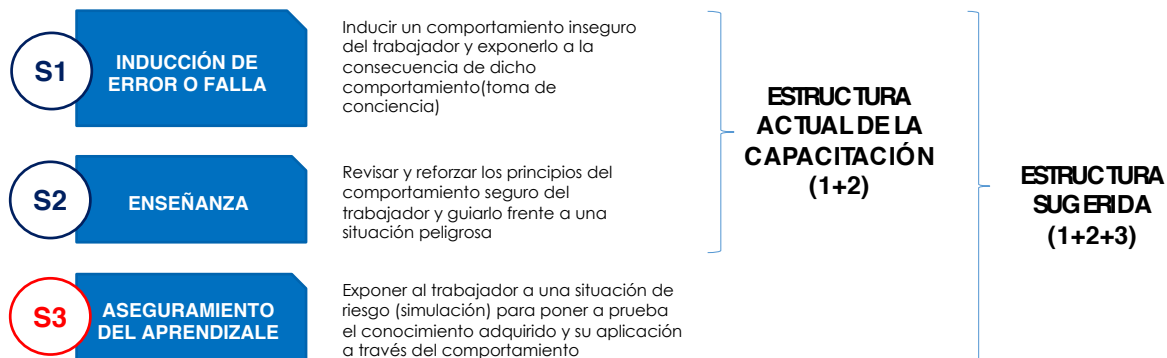 S1
INDUCCIÓN DE
ERROR O FALLA
Inducir un comportamiento inseguro
del trabajador y exponerlo a la
consecuencia de dicho
comportamiento(toma de
conciencia)
S2
ENSEÑANZA
Revisar y reforzar los principios del
comportamiento seguro del
trabajador y guiarlo frente a una
situación peligrosa
S3
ASEGURAMIENTO
DEL APRENDIZALE
Exponer al trabajador a una situación de
riesgo (simulación) para poner a prueba
el conocimiento adquirido y su aplicación
a través del comportamiento
ESTRUCTURA
ACTUAL DE LA
CAPACITACIÓN
(1+2)
ESTRUCTURA
SUGERIDA
(1+2+3)